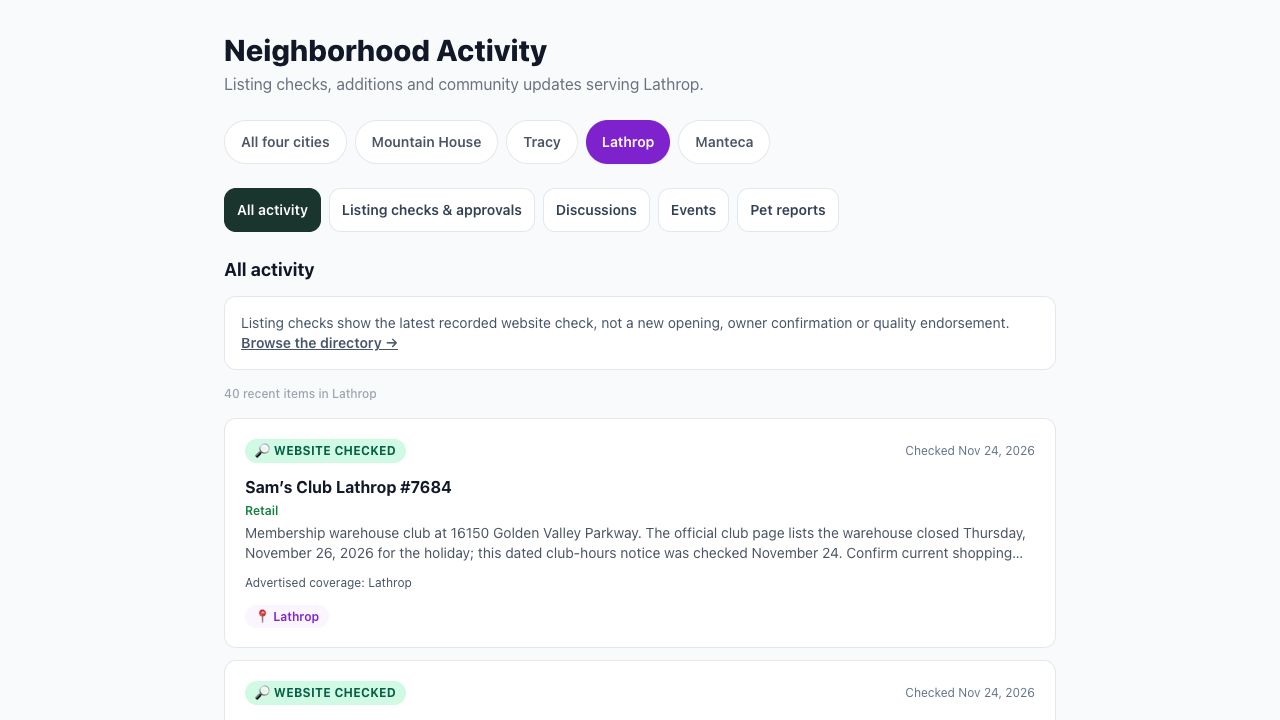 Neighborhood Activity
Listing checks, additions and community updates serving Lathrop.
All four cities
Mountain House
Tracy
Lathrop
Manteca
All activity
Listing checks & approvals
Discussions
Events
Pet reports
All activity
Listing checks show the latest recorded website check, not a new opening, owner confirmation or quality endorsement.
Browse the directory →
40 recent items in Lathrop
🔎 WEBSITE CHECKED
Checked Nov 24, 2026
Sam’s Club Lathrop #7684
Retail
Membership warehouse club at 16150 Golden Valley Parkway. The official club page lists the warehouse closed Thursday,
November 26, 2026 for the holiday; this dated club-hours notice was checked November 24. Confirm current shopping…
Advertised coverage: Lathrop
📍 Lathrop
🔎 WEBSITE CHECKED
Checked Nov 24, 2026